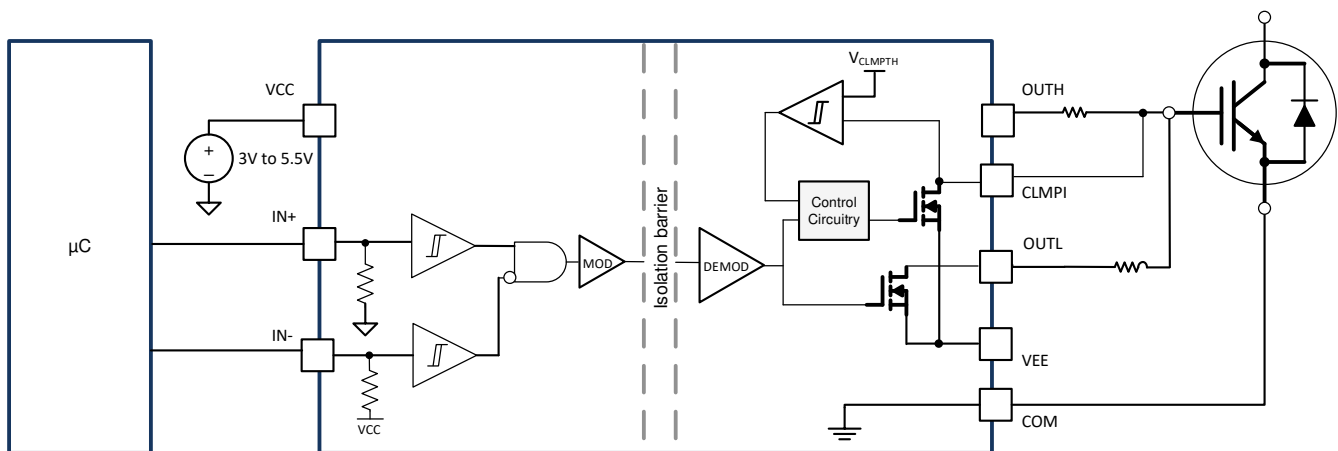 µC
VCC
+
−
3V to 5.5V
IN+
IN-
VCC
MOD
Isolation barrier
DEMOD
VCLMPTH
Control
Circuitry
OUTH
CLMPI
OUTL
VEE
COM